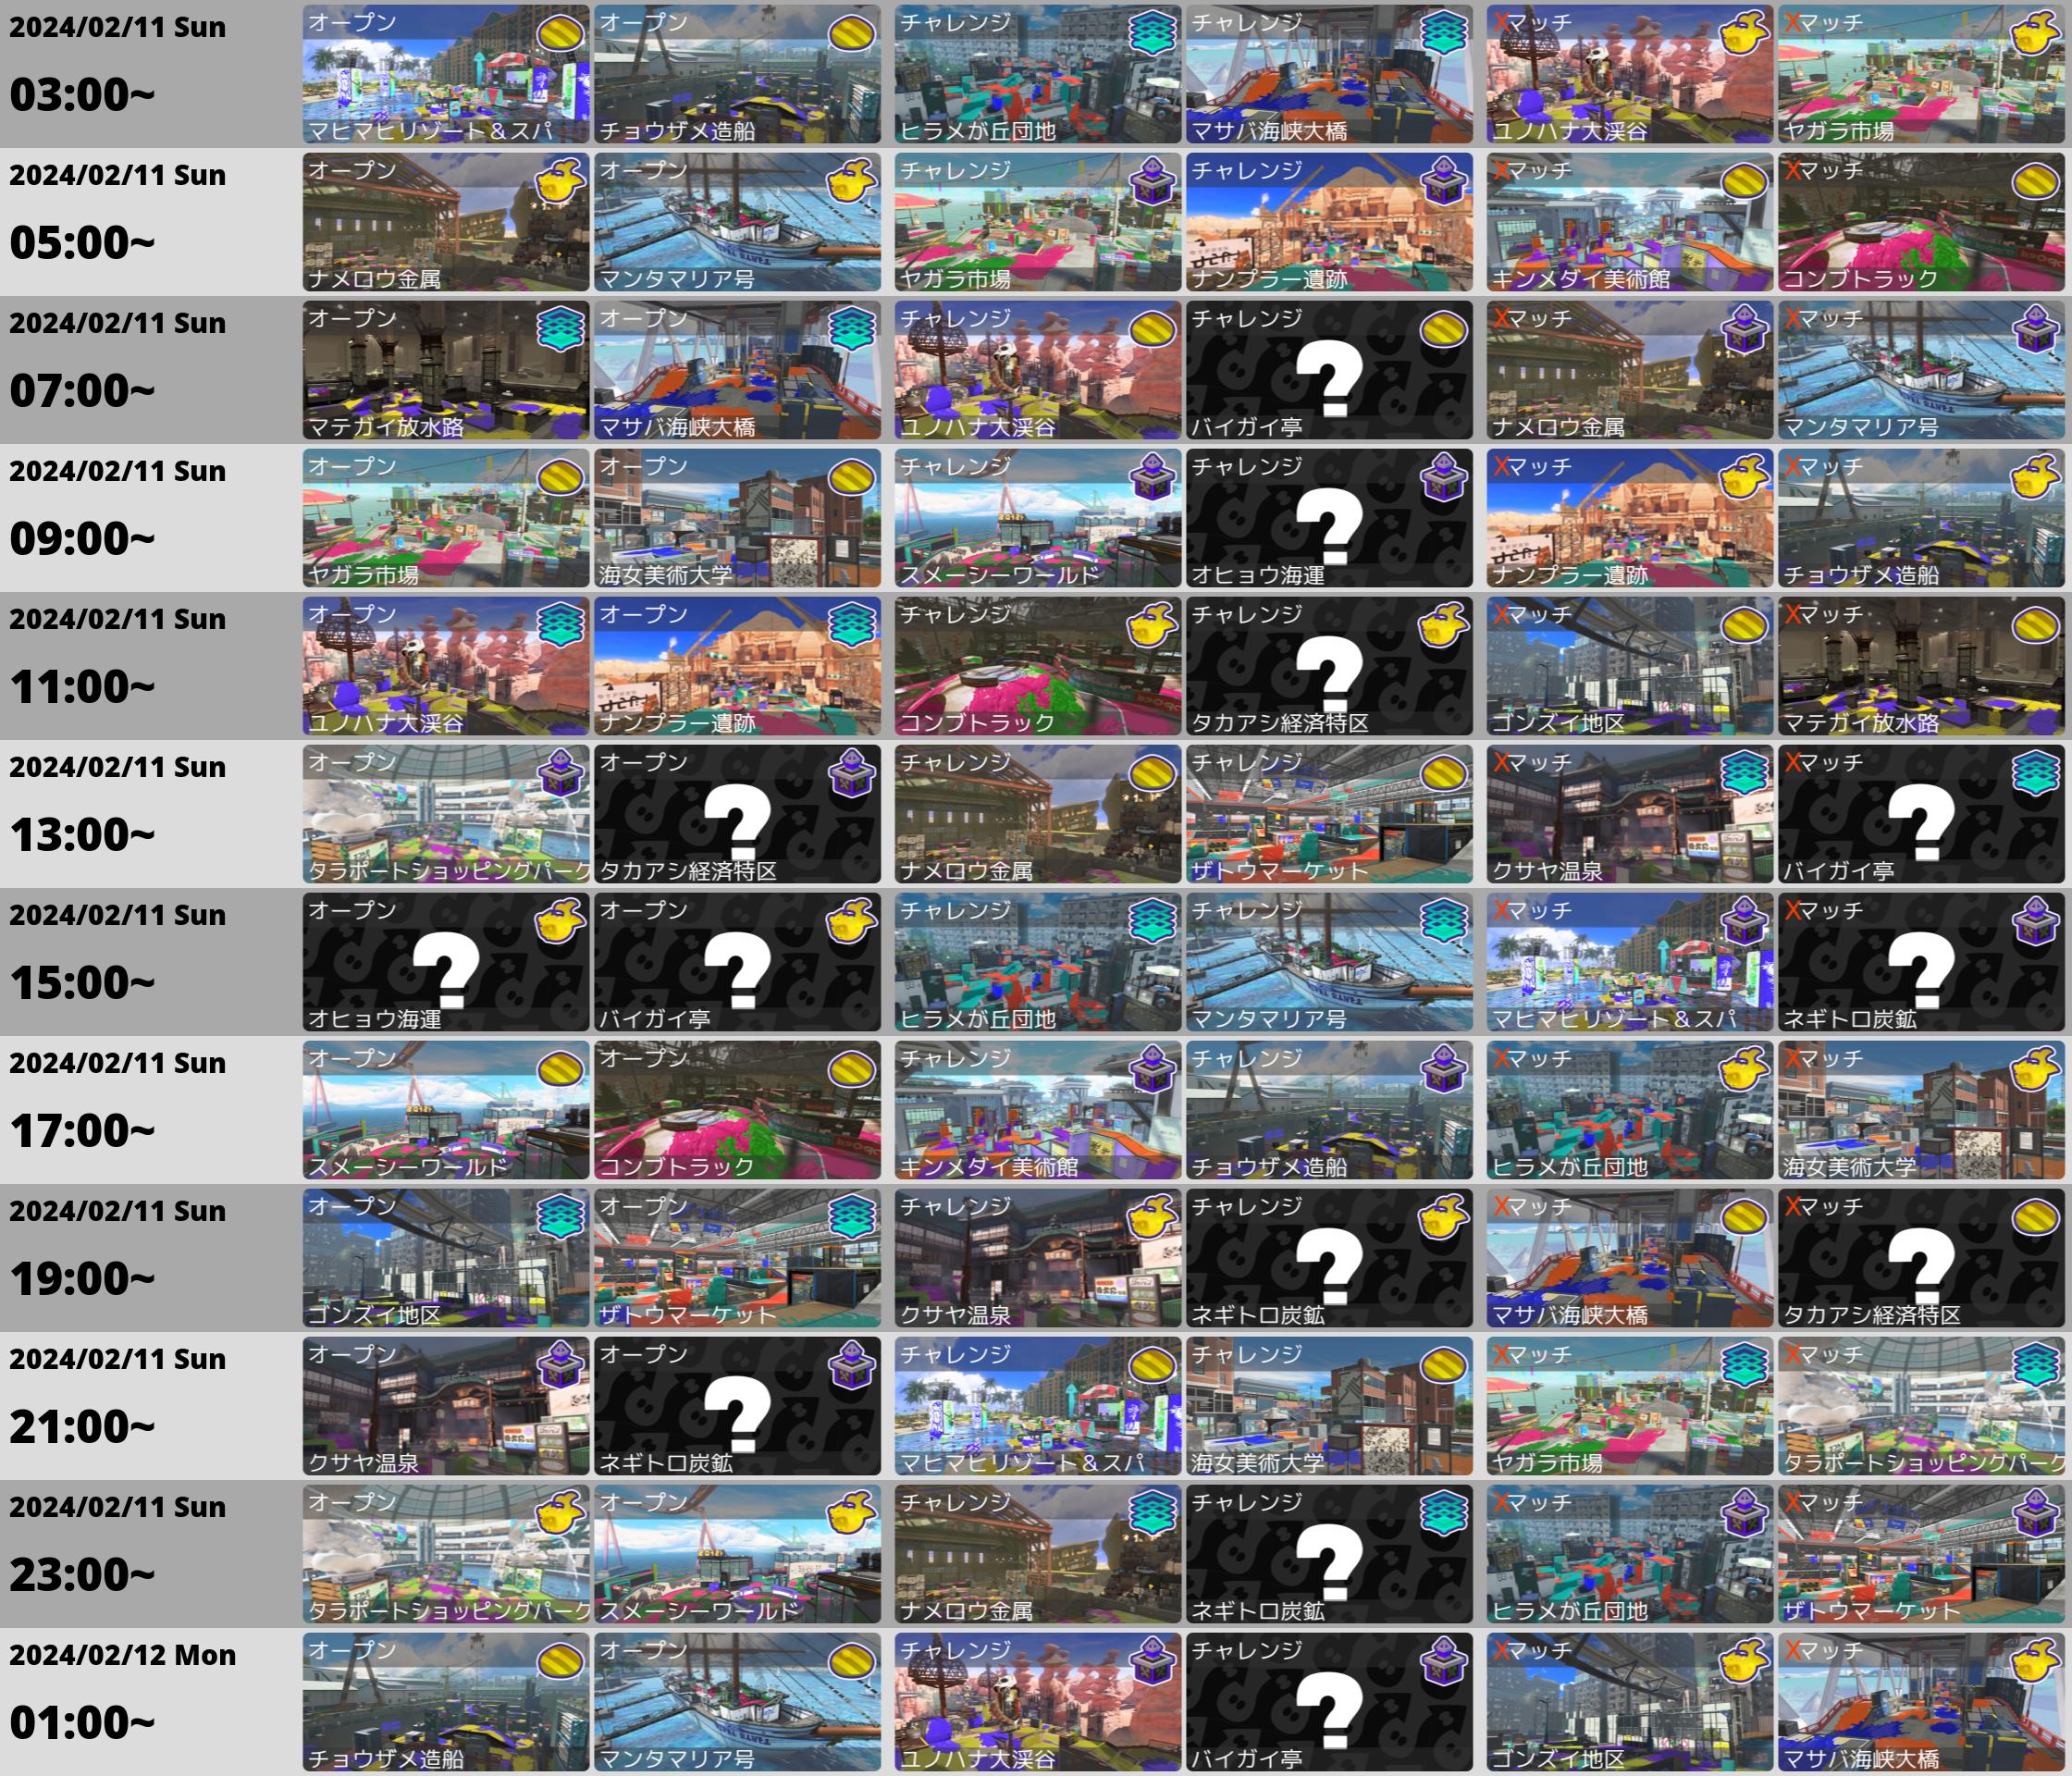 2024/02/11 Sun
03:00~
オープン
マヒマヒリゾート＆スパ
オープン
チョウザメ造船
チャレンジ
ヒラメが丘団地
チャレンジ
マサバ海峡大橋
Xマッチ
ユノハナ大渓谷
Xマッチ
ヤガラ市場
2024/02/11 Sun
05:00~
オープン
ナメロウ金属
オープン
マンタマリア号
チャレンジ
ヤガラ市場
チャレンジ
ナンプラー遺跡
Xマッチ
キンメダイ美術館
Xマッチ
コンブトラック
2024/02/11 Sun
07:00~
オープン
マテガイ放水路
オープン
マサバ海峡大橋
チャレンジ
ユノハナ大渓谷
チャレンジ
?
バイガイ亭
Xマッチ
ナメロウ金属
Xマッチ
マンタマリア号
2024/02/11 Sun
09:00~
オープン
ヤガラ市場
オープン
海女美術大学
チャレンジ
スメーシーワールド
チャレンジ
?
オヒョウ海運
Xマッチ
ナンプラー遺跡
Xマッチ
チョウザメ造船
2024/02/11 Sun
11:00~
オープン
ユノハナ大渓谷
オープン
ナンプラー遺跡
チャレンジ
コンブトラック
チャレンジ
?
タカアシ経済特区
Xマッチ
ゴンズイ地区
Xマッチ
マテガイ放水路
2024/02/11 Sun
13:00~
オープン
タラポートショッピングパーク
オープン
?
タカアシ経済特区
チャレンジ
ナメロウ金属
チャレンジ
ザトウマーケット
Xマッチ
クサヤ温泉
Xマッチ
?
バイガイ亭
2024/02/11 Sun
15:00~
オープン
?
オヒョウ海運
オープン
?
バイガイ亭
チャレンジ
ヒラメが丘団地
チャレンジ
マンタマリア号
Xマッチ
マヒマヒリゾート＆スパ
Xマッチ
?
ネギトロ炭鉱
2024/02/11 Sun
17:00~
オープン
スメーシーワールド
オープン
コンブトラック
チャレンジ
キンメダイ美術館
チャレンジ
チョウザメ造船
Xマッチ
ヒラメが丘団地
Xマッチ
海女美術大学
2024/02/11 Sun
19:00~
オープン
ゴンズイ地区
オープン
ザトウマーケット
チャレンジ
クサヤ温泉
チャレンジ
?
ネギトロ炭鉱
Xマッチ
マサバ海峡大橋
Xマッチ
?
タカアシ経済特区
2024/02/11 Sun
21:00~
オープン
クサヤ温泉
オープン
?
ネギトロ炭鉱
チャレンジ
マヒマヒリゾート＆スパ
チャレンジ
海女美術大学
Xマッチ
ヤガラ市場
Xマッチ
タラポートショッピングパーク
2024/02/11 Sun
23:00~
オープン
タラポートショッピングパーク
オープン
スメーシーワールド
チャレンジ
ナメロウ金属
チャレンジ
?
ネギトロ炭鉱
Xマッチ
ヒラメが丘団地
Xマッチ
ザトウマーケット
2024/02/12 Mon
01:00~
オープン
チョウザメ造船
オープン
マンタマリア号
チャレンジ
ユノハナ大渓谷
チャレンジ
?
バイガイ亭
Xマッチ
ゴンズイ地区
Xマッチ
マサバ海峡大橋